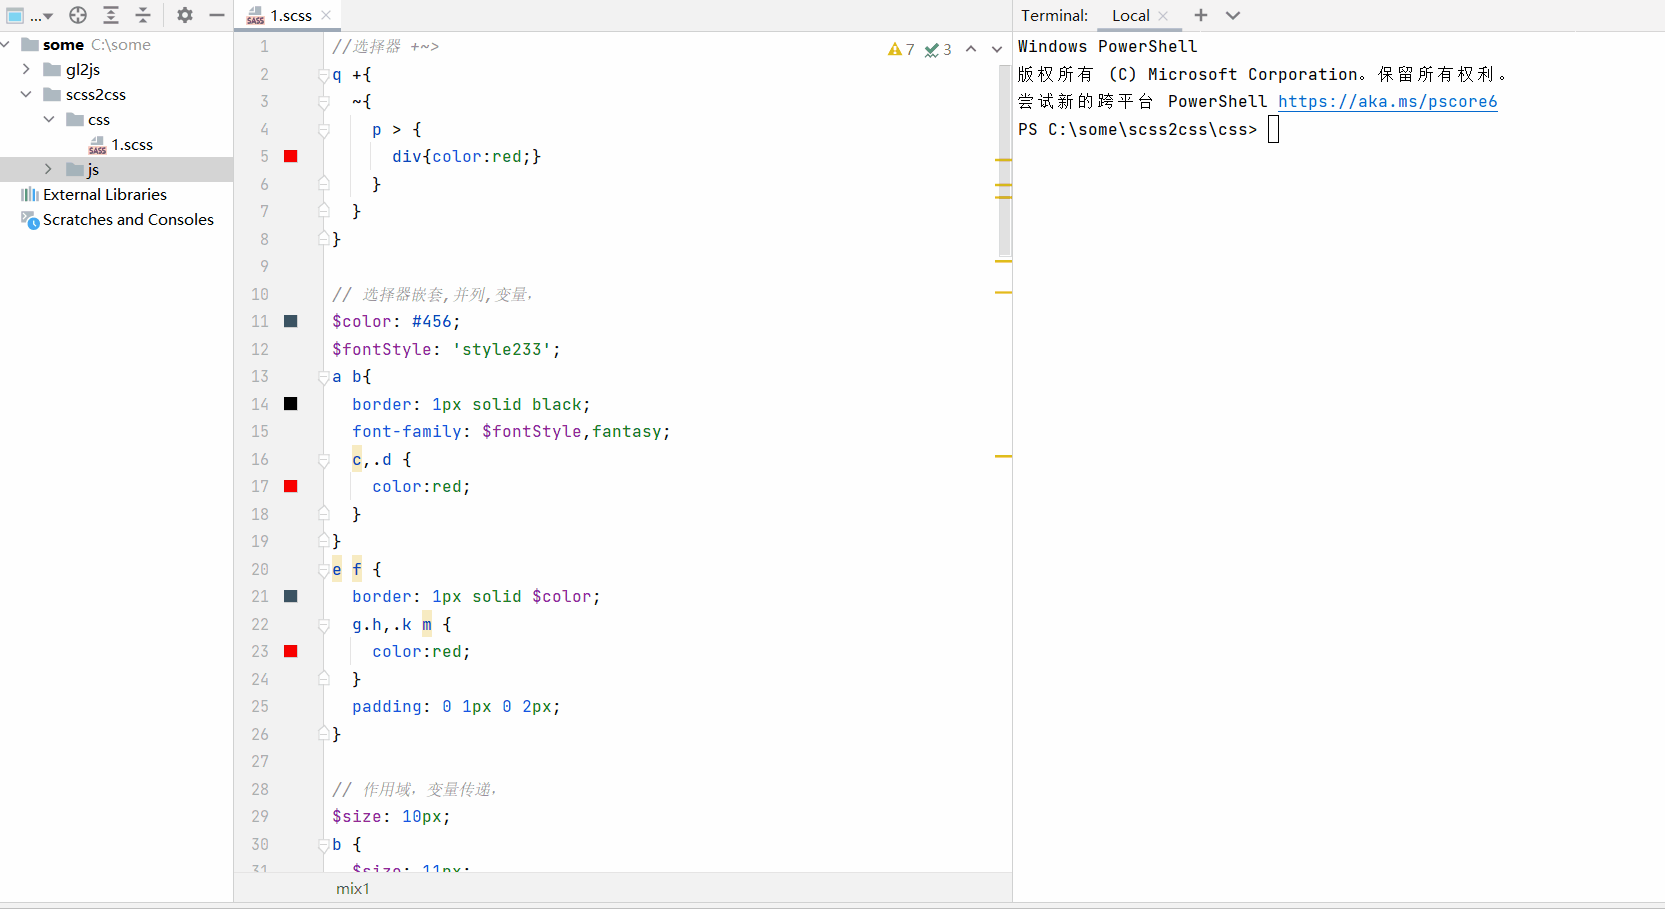 ... 1.scss
Terminal: Local
some C:\some
gl2js
scss2css
css
1.scss
js
External Libraries
Scratches and Consoles
7 3
1 //选择器 +~>
2 q +{
3 ~{
4 p > {
5 div{color:red;}
6 }
7 }
8 }
9
10 // 选择器嵌套,并列,变量,
11 $color: #456;
12 $fontStyle: 'style233';
13 a b{
14 border: 1px solid black;
15 font-family: $fontStyle,fantasy;
16 c,.d {
17 color:red;
18 }
19 }
20 e f {
21 border: 1px solid $color;
22 g.h,.k m {
23 color:red;
24 }
25 padding: 0 1px 0 2px;
26 }
27
28 // 作用域，变量传递，
29 $size: 10px;
30 b {
31 $size: 11px;
mix1
Windows PowerShell
版权所有 (C) Microsoft Corporation。保留所有权利。
尝试新的跨平台 PowerShell https://aka.ms/pscore6
PS C:\some\scss2css\css>